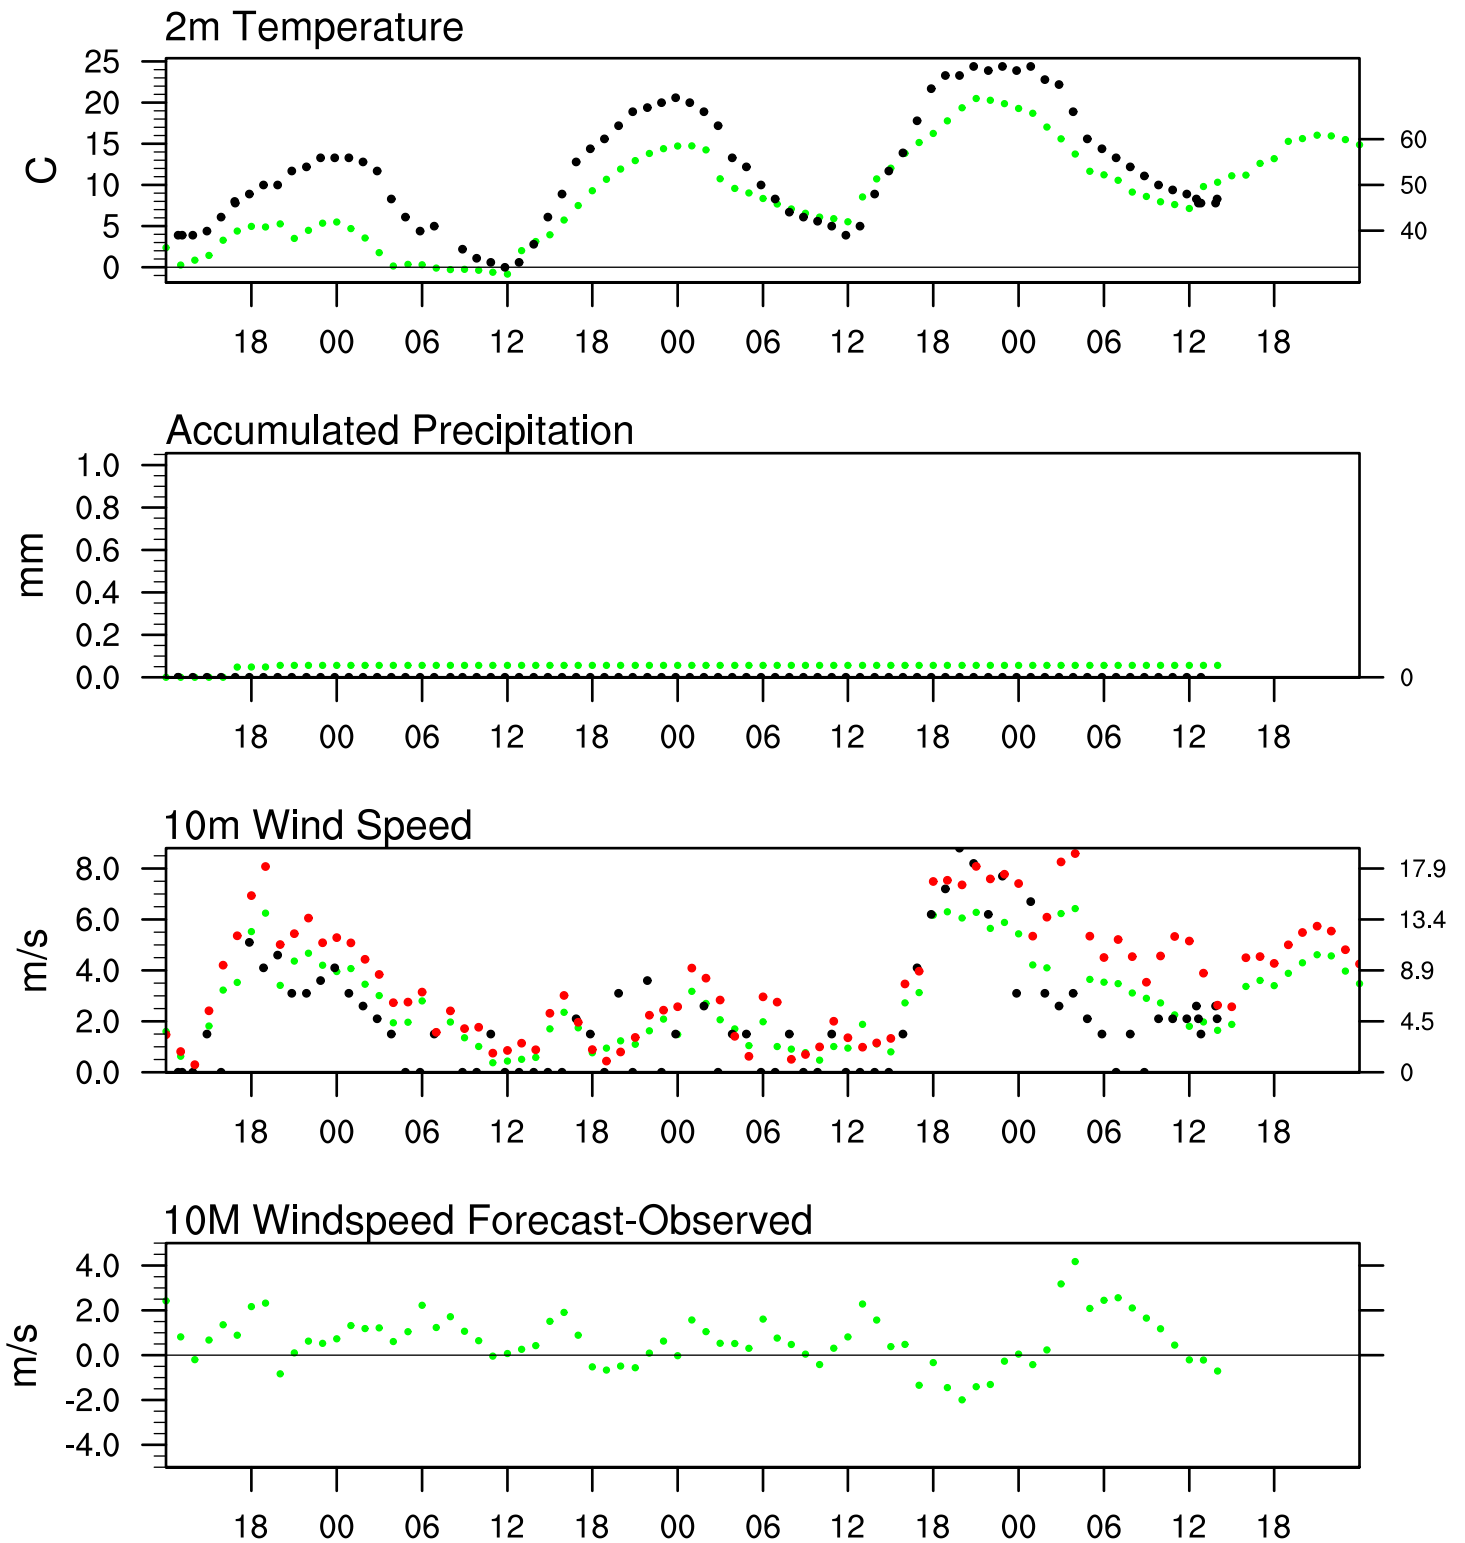 2m Temperature
25
20
15
10
5
0
C
60
50
40
18 00 06 12 18 00 06 12 18 00 06 12 18
Accumulated Precipitation
1.0
0.8
0.6
0.4
0.2
0.0
mm
0
18 00 06 12 18 00 06 12 18 00 06 12 18
10m Wind Speed
8.0
6.0
4.0
2.0
0.0
m/s
17.9
13.4
8.9
4.5
0
18 00 06 12 18 00 06 12 18 00 06 12 18
10M Windspeed Forecast-Observed
4.0
2.0
0.0
-2.0
-4.0
m/s
18 00 06 12 18 00 06 12 18 00 06 12 18